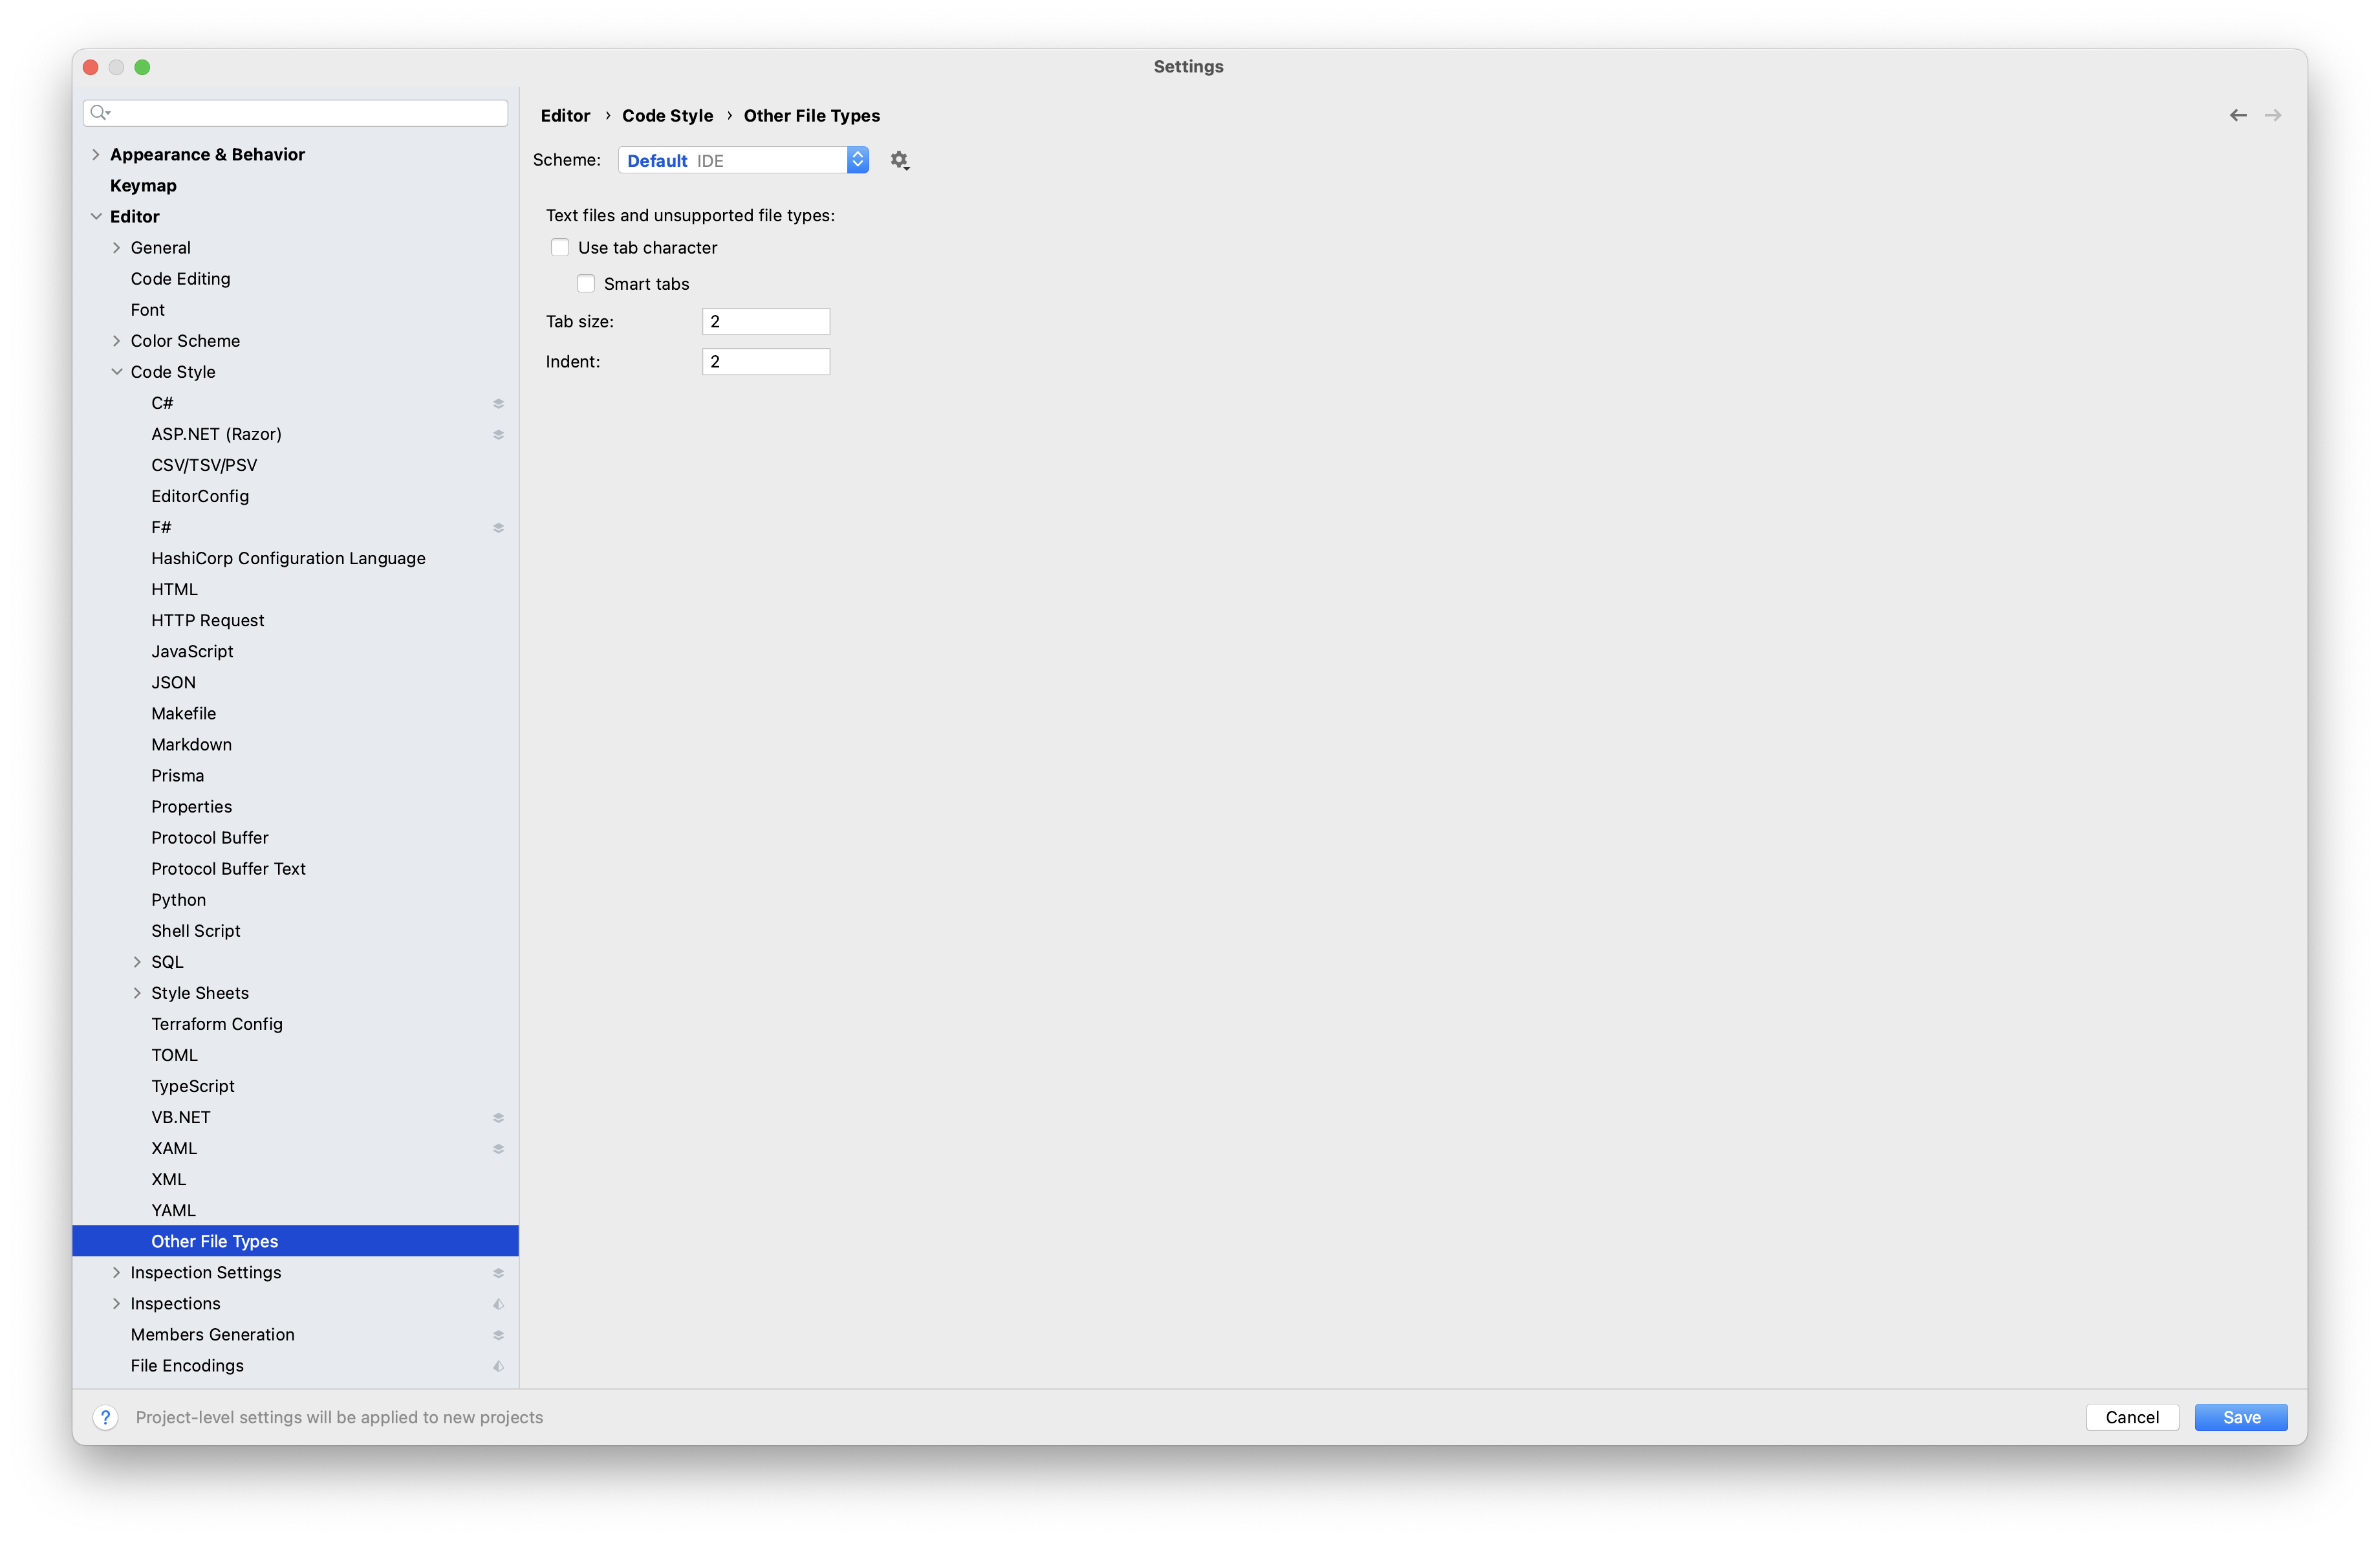 Settings
Appearance & Behavior
Keymap
Editor
General
Code Editing
Font
Color Scheme
Code Style
C#
ASP.NET (Razor)
CSV/TSV/PSV
EditorConfig
F#
HashiCorp Configuration Language
HTML
HTTP Request
JavaScript
JSON
Makefile
Markdown
Prisma
Properties
Protocol Buffer
Protocol Buffer Text
Python
Shell Script
SQL
Style Sheets
Terraform Config
TOML
TypeScript
VB.NET
XAML
XML
YAML
Other File Types
Inspection Settings
Inspections
Members Generation
File Encodings
Editor › Code Style › Other File Types
Scheme: Default IDE
Text files and unsupported file types:
Use tab character
Smart tabs
Tab size: 2
Indent: 2
? Project-level settings will be applied to new projects
Cancel Save